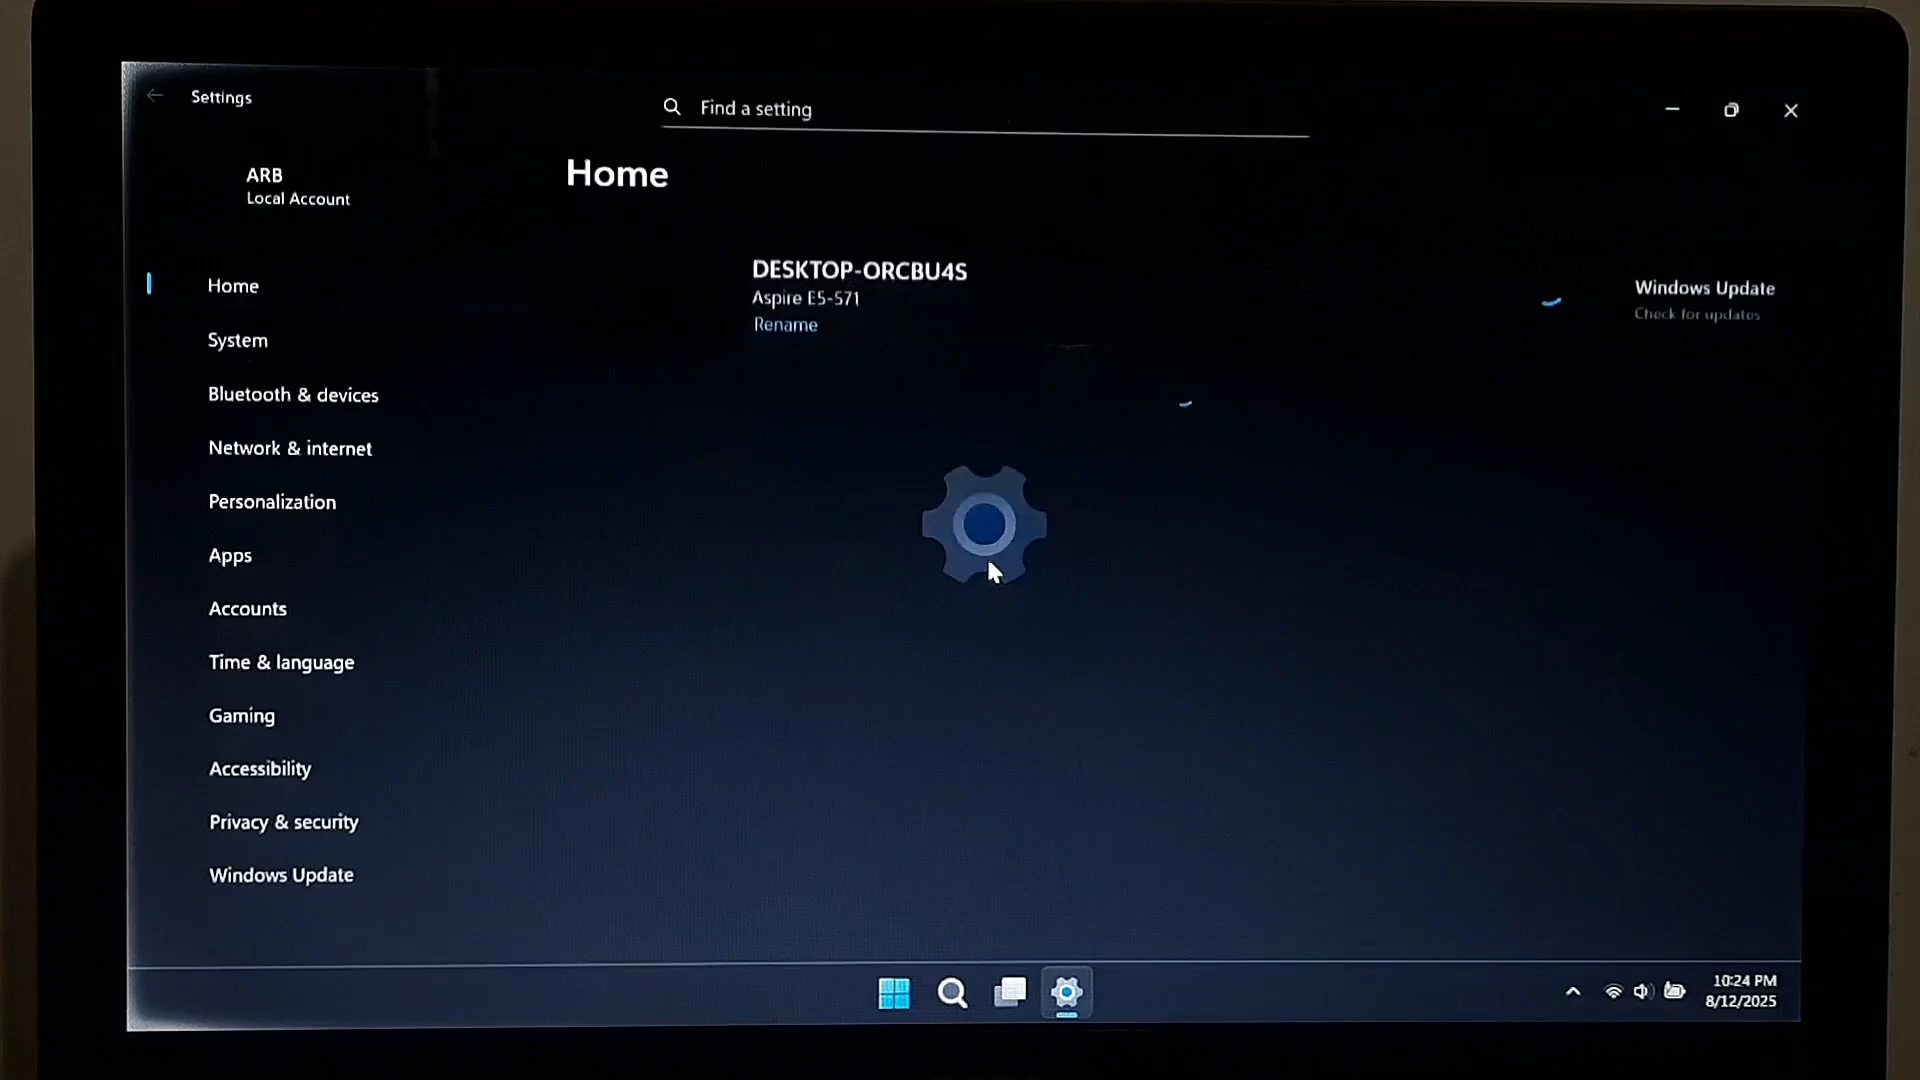 Settings
Find a setting
ARB
Local Account
Home
DESKTOP-ORCBU4S
Aspire E5-571
Rename
Windows Update
Check for updates
Home
System
Bluetooth & devices
Network & internet
Personalization
Apps
Accounts
Time & language
Gaming
Accessibility
Privacy & security
Windows Update
10:24 PM
8/12/2025